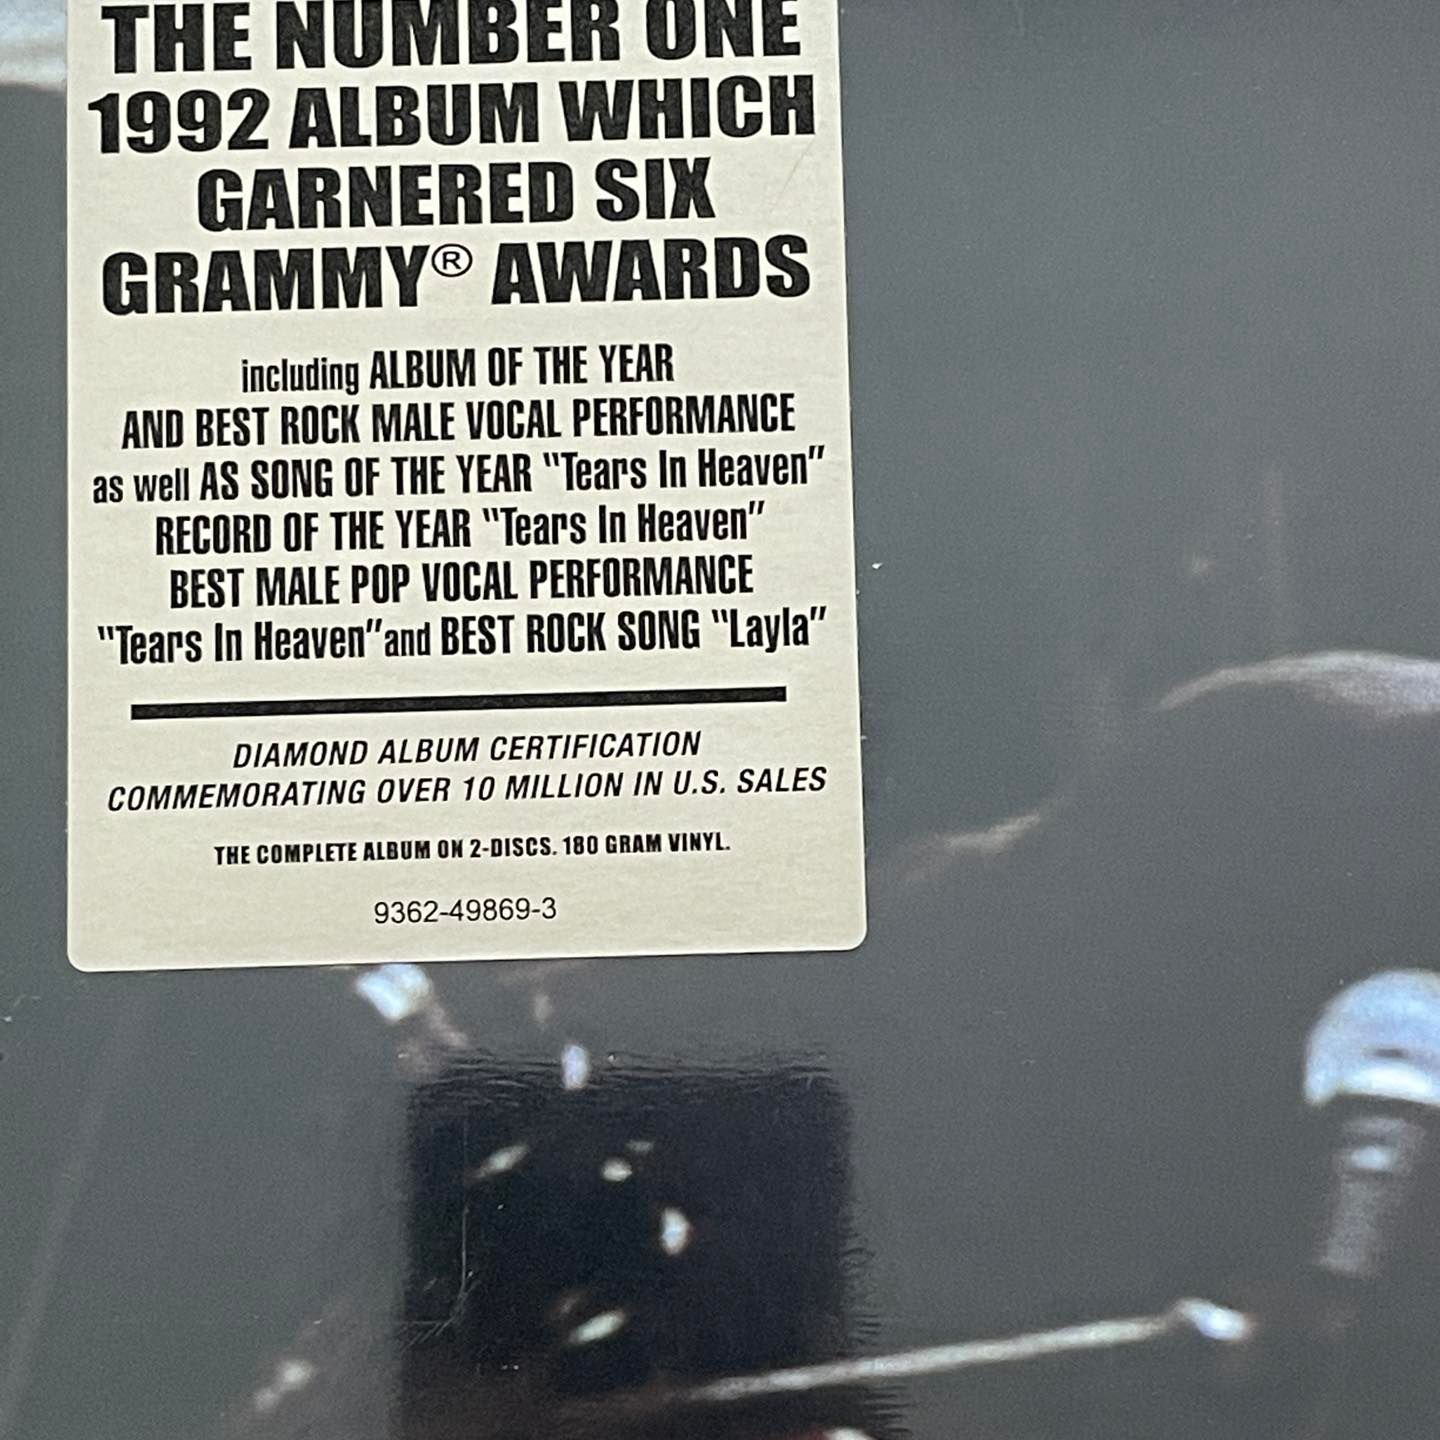 THE NUMBER ONE
1992 ALBUM WHICH
GARNERED SIX
GRAMMY® AWARDS
including ALBUM OF THE YEAR
AND BEST ROCK MALE VOCAL PERFORMANCE
as well AS SONG OF THE YEAR "Tears In Heaven"
RECORD OF THE YEAR "Tears In Heaven"
BEST MALE POP VOCAL PERFORMANCE
"Tears In Heaven" and BEST ROCK SONG "Layla"
DIAMOND ALBUM CERTIFICATION
COMMEMORATING OVER 10 MILLION IN U.S. SALES
THE COMPLETE ALBUM ON 2-DISCS. 180 GRAM VINYL.
9362-49869-3